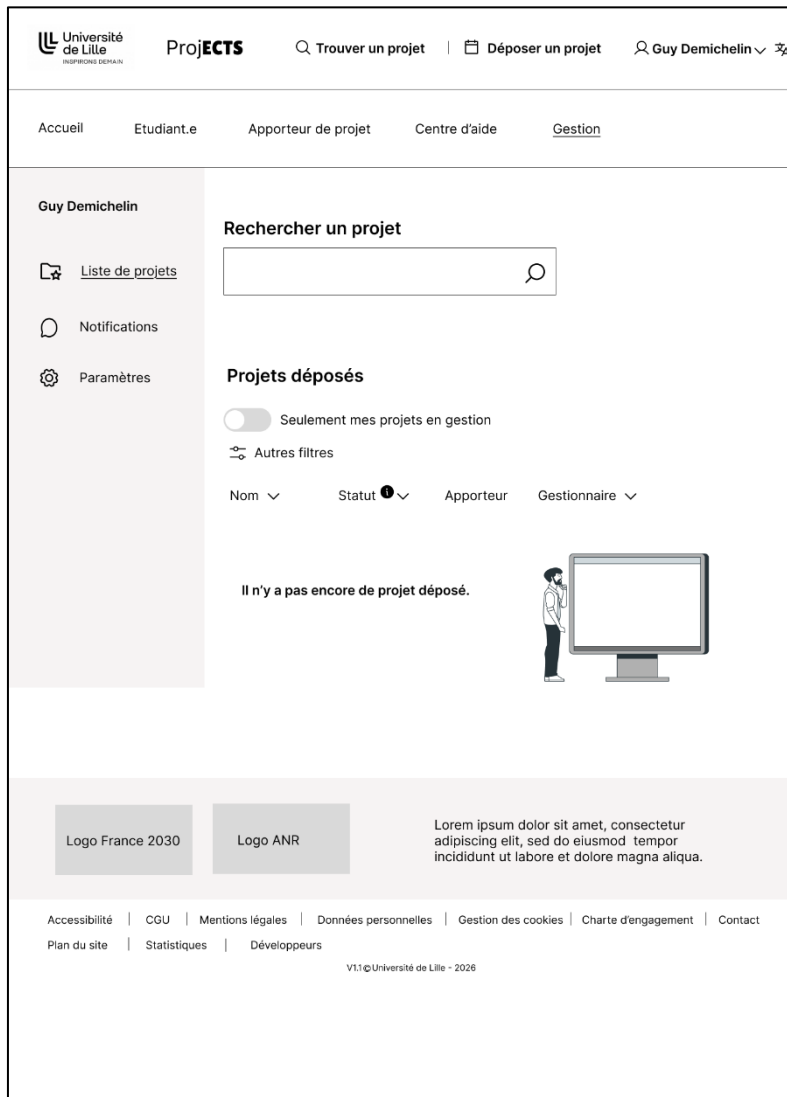 Université
de Lille
INSPIRONS DEMAIN
ProjECTS
Trouver un projet
Déposer un projet
Guy Demichelin
Accueil
Etudiant.e
Apporteur de projet
Centre d'aide
Gestion
Guy Demichelin
Liste de projets
Notifications
Paramètres
Rechercher un projet
Projets déposés
Seulement mes projets en gestion
Autres filtres
Nom
Statut
Apporteur
Gestionnaire
Il n'y a pas encore de projet déposé.
Logo France 2030
Logo ANR
Lorem ipsum dolor sit amet, consectetur
adipiscing elit, sed do eiusmod tempor
incididunt ut labore et dolore magna aliqua.
Accessibilité | CGU | Mentions légales | Données personnelles | Gestion des cookies | Charte d'engagement | Contact
Plan du site | Statistiques | Développeurs
V1.1©Université de Lille - 2026